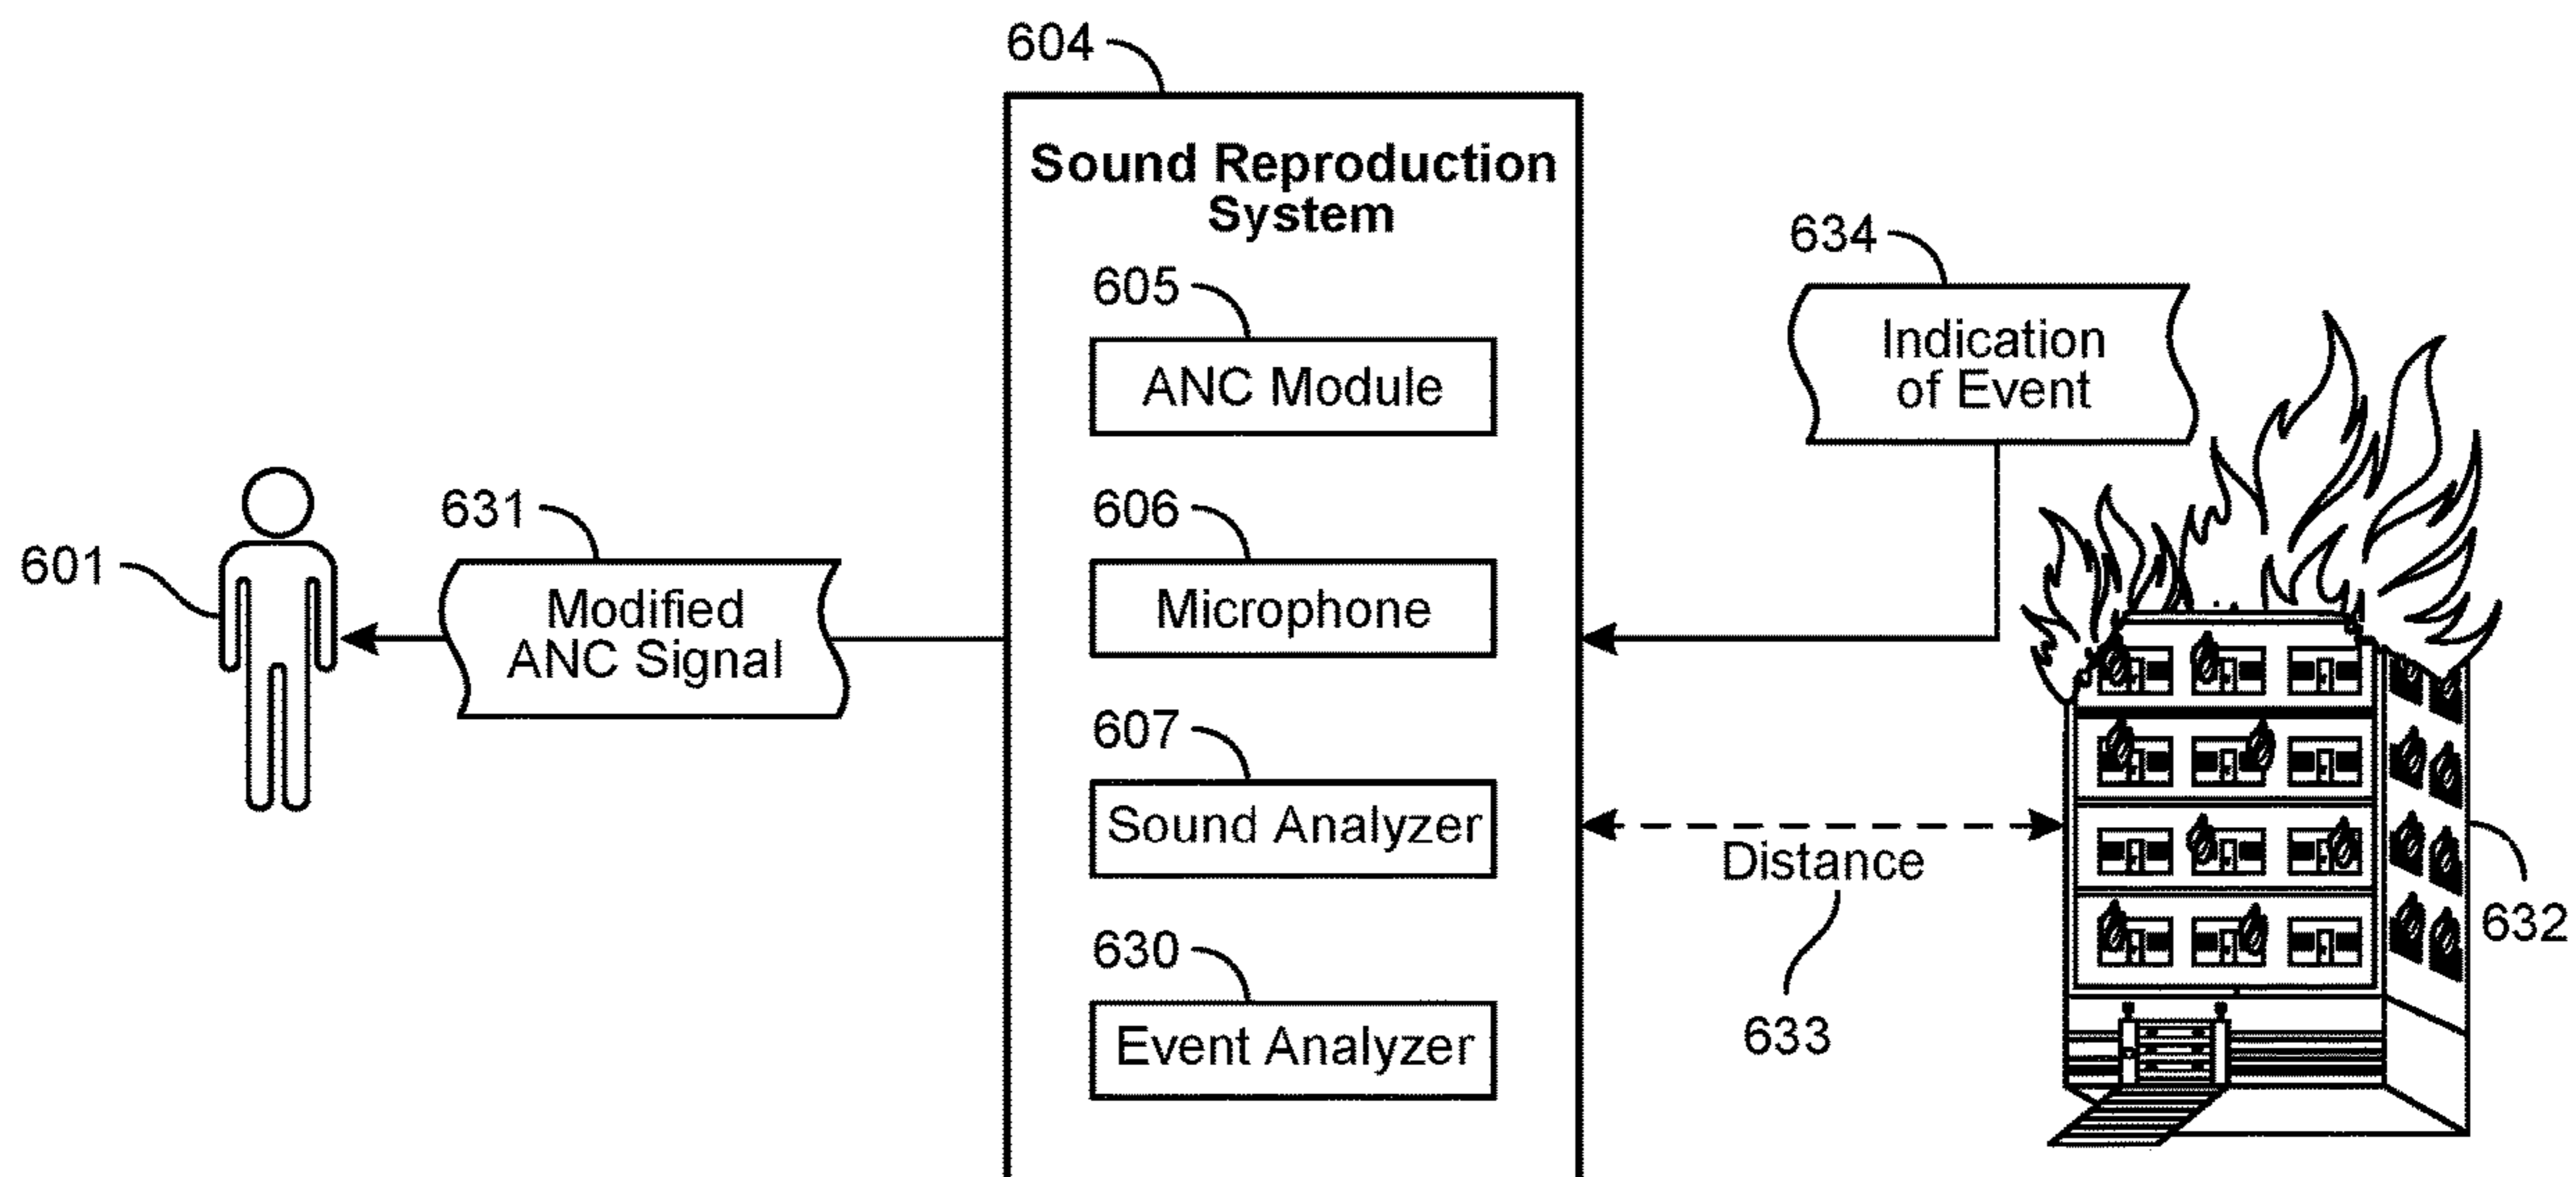 604
Sound Reproduction
System
634
605
Indication
of Event
ANC Module
631
606
601
Modified
ANC Signal
Microphone
607
Sound Analyzer
Distance
632
630
633
Event Analyzer